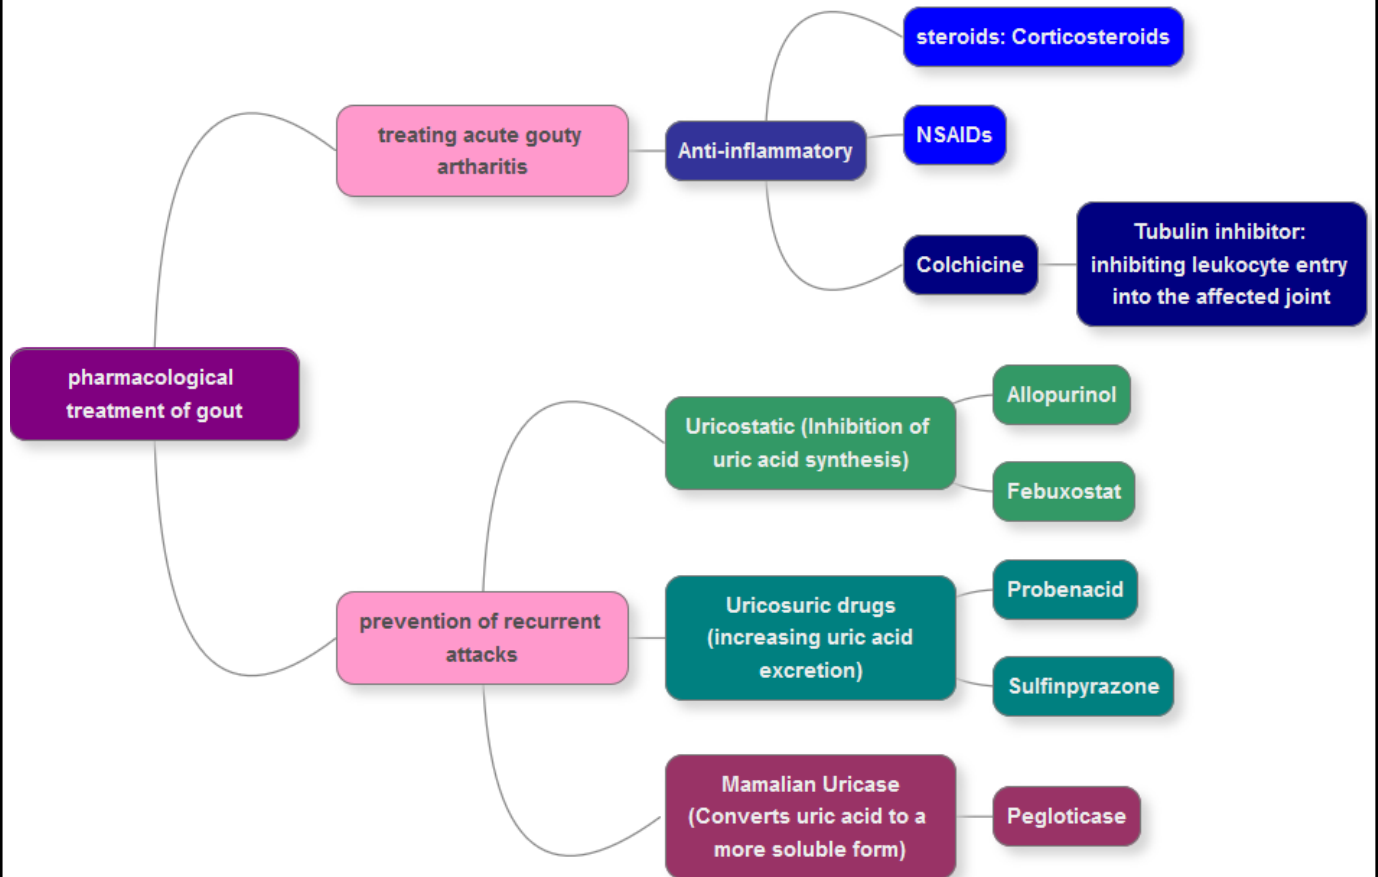 steroids: Corticosteroids
treating acute gouty
artharitis
Anti-inflammatory
NSAIDs
Colchicine
Tubulin inhibitor:
inhibiting leukocyte entry
into the affected joint
pharmacological
treatment of gout
Uricostatic (Inhibition of
uric acid synthesis)
Allopurinol
Febuxostat
prevention of recurrent
attacks
Uricosuric drugs
(increasing uric acid
excretion)
Probenacid
Sulfinpyrazone
Mamalian Uricase
(Converts uric acid to a
more soluble form)
Pegloticase